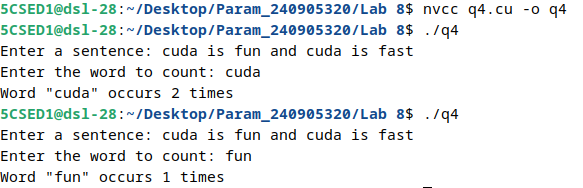 5CSED1@dsl-28:~/Desktop/Param_240905320/Lab 8$ nvcc q4.cu -o q4
5CSED1@dsl-28:~/Desktop/Param_240905320/Lab 8$ ./q4
Enter a sentence: cuda is fun and cuda is fast
Enter the word to count: cuda
Word "cuda" occurs 2 times
5CSED1@dsl-28:~/Desktop/Param_240905320/Lab 8$ ./q4
Enter a sentence: cuda is fun and cuda is fast
Enter the word to count: fun
Word "fun" occurs 1 times